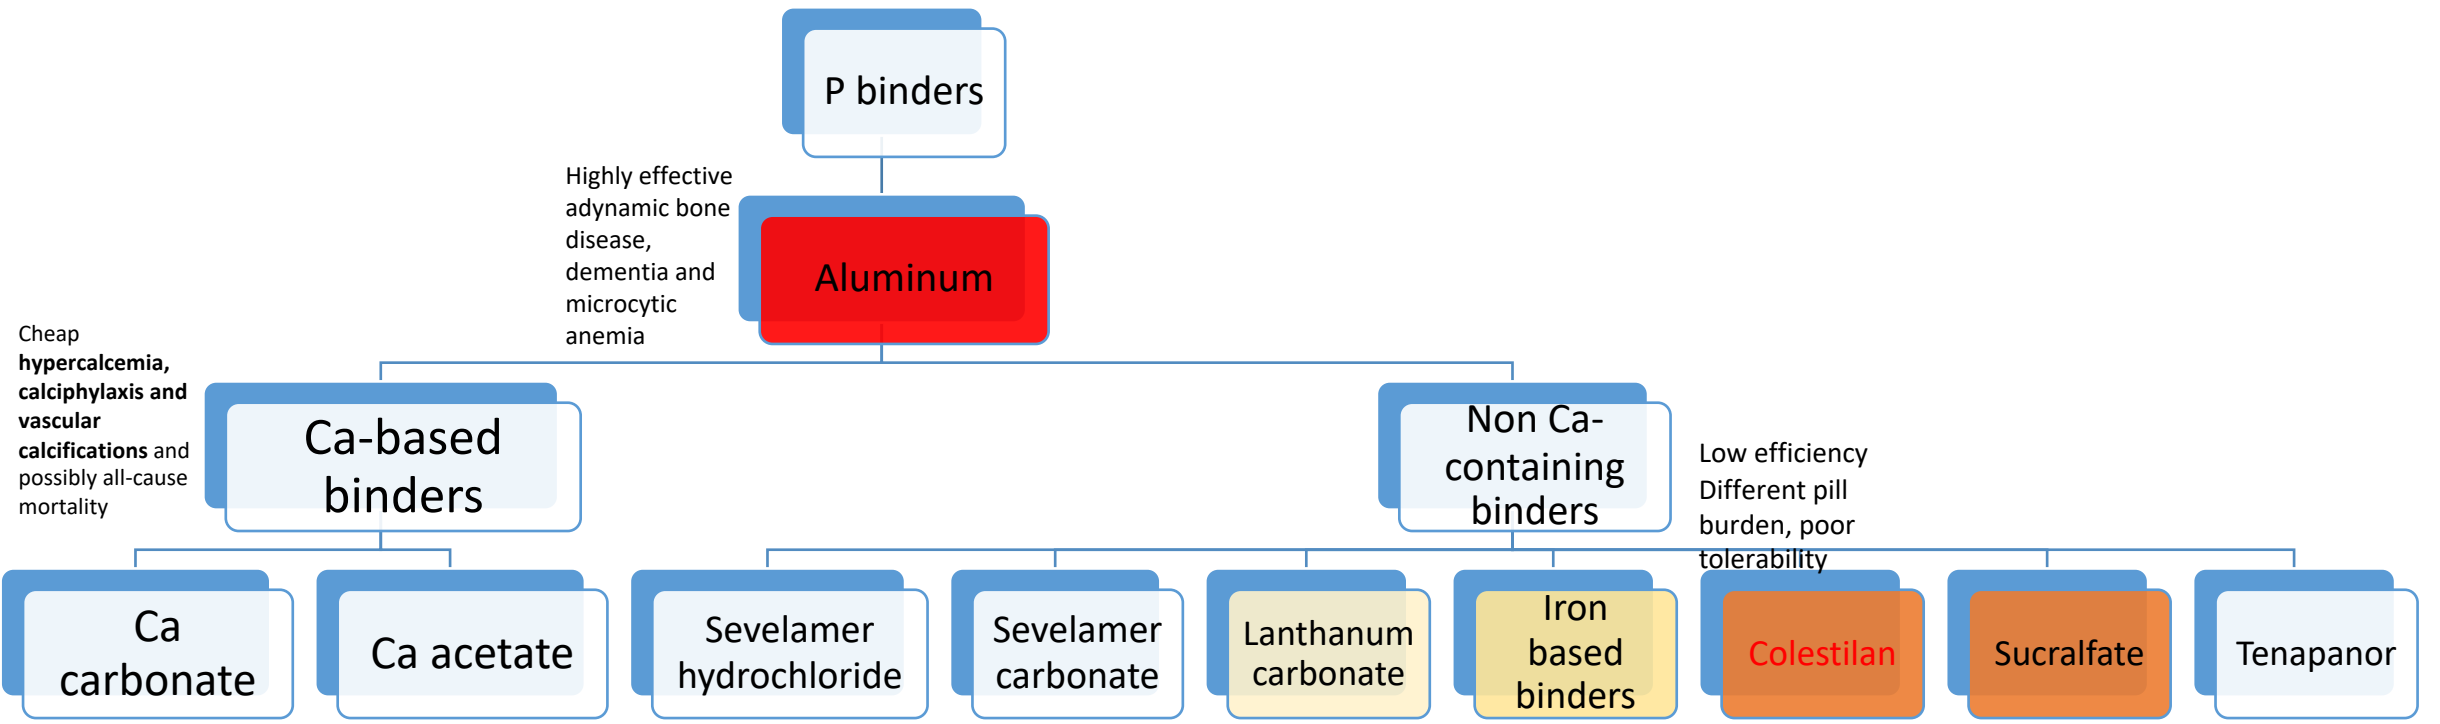 P binders
Highly effective
adynamic bone
disease,
dementia and
microcytic
anemia
Aluminum
Cheap
hypercalcemia,
calciphylaxis and
vascular
calcifications and
possibly all-cause
mortality
Ca-based
binders
Non Ca-
containing
binders
Low efficiency
Different pill
burden, poor
tolerability
Ca
carbonate
Ca acetate
Sevelamer
hydrochloride
Sevelamer
carbonate
Lanthanum
carbonate
Iron
based
binders
Colestilan
Sucralfate
Tenapanor